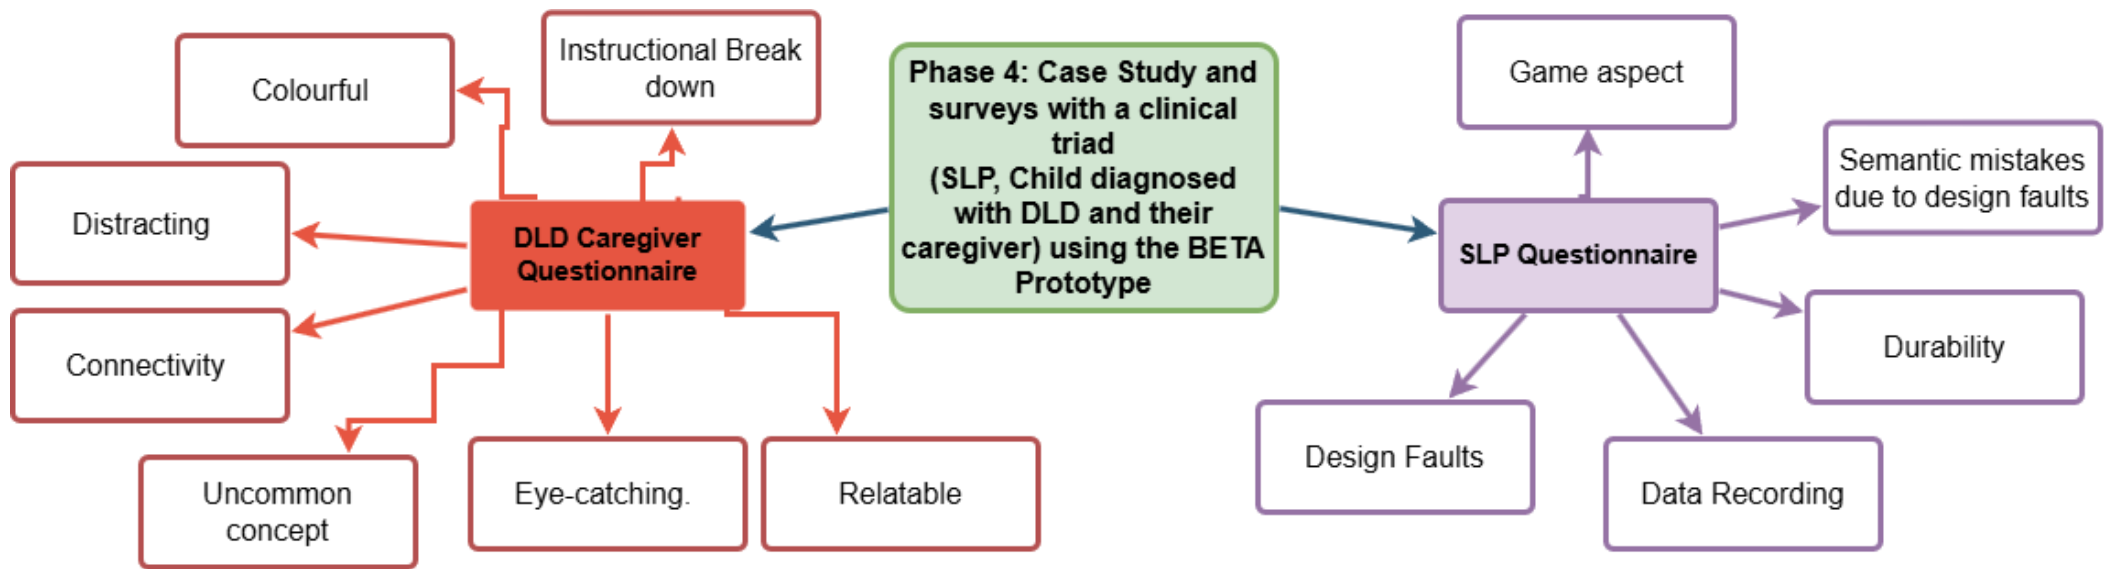 Instructional Break
down
Colourful
Distracting
Connectivity
DLD Caregiver
Questionnaire
Uncommon
concept
Eye-catching.
Relatable
Phase 4: Case Study and
surveys with a clinical
triad
(SLP, Child diagnosed
with DLD and their
caregiver) using the BETA
Prototype
Game aspect
Semantic mistakes
due to design faults
SLP Questionnaire
Durability
Design Faults
Data Recording